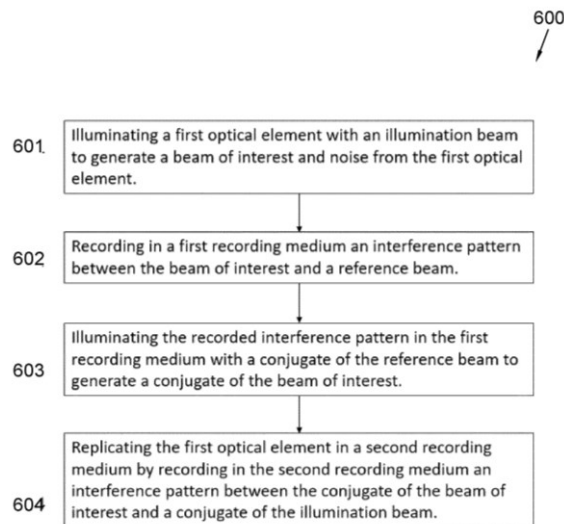 600
601. Illuminating a first optical element with an illumination beam
to generate a beam of interest and noise from the first optical
element.
602 Recording in a first recording medium an interference pattern
between the beam of interest and a reference beam.
603 Illuminating the recorded interference pattern in the first
recording medium with a conjugate of the reference beam to
generate a conjugate of the beam of interest.
Replicating the first optical element in a second recording
medium by recording in the second recording medium an
interference pattern between the conjugate of the beam of
604 interest and a conjugate of the illumination beam.